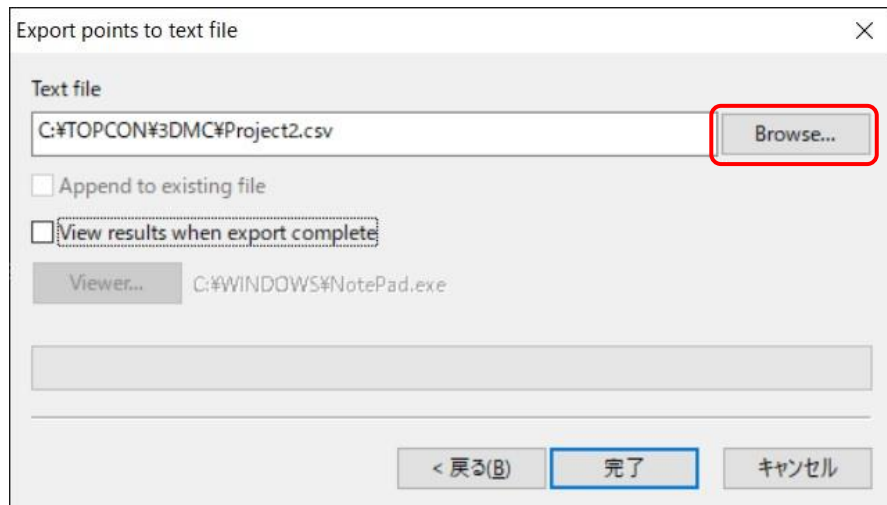 Export points to text file
Text file
C:¥TOPCON¥3DMC¥Project2.csv
Browse...
Append to existing file
View results when export complete
Viewer...
C:¥WINDOWS¥NotePad.exe
< 戻る(B)
完了
キャンセル